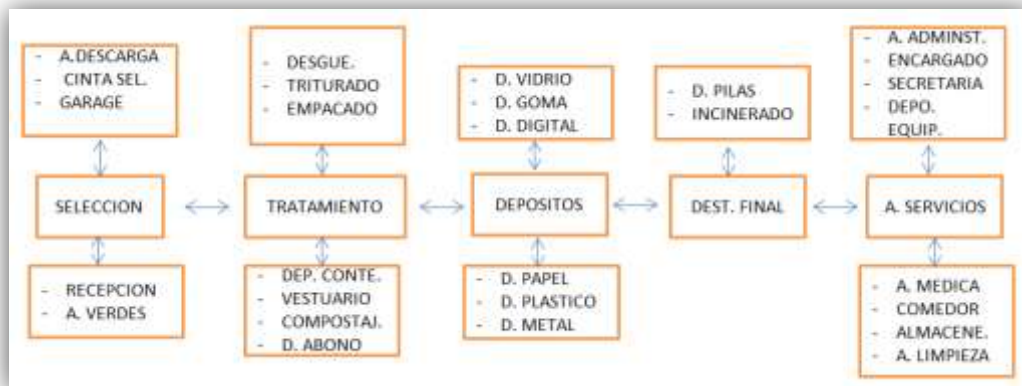 - A.DESCARGA
- CINTA SEL.
- GARAGE
- DESGUE.
- TRITURADO
- EMPACADO
- D. VIDRIO
- D. GOMA
- D. DIGITAL
- D. PILAS
- INCINERADO
- A. ADMINST.
- ENCARGADO
- SECRETARIA
- DEPO.
EQUIP.
SELECCION
TRATAMIENTO
DEPOSITOS
DEST. FINAL
A. SERVICIOS
- RECEPCION
- A. VERDES
- DEP. CONTE.
- VESTUARIO
- COMPOSTAJ.
- D. ABONO
- D. PAPEL
- D. PLASTICO
- D. METAL
- A. MEDICA
- COMEDOR
- ALMACENE.
- A. LIMPIEZA